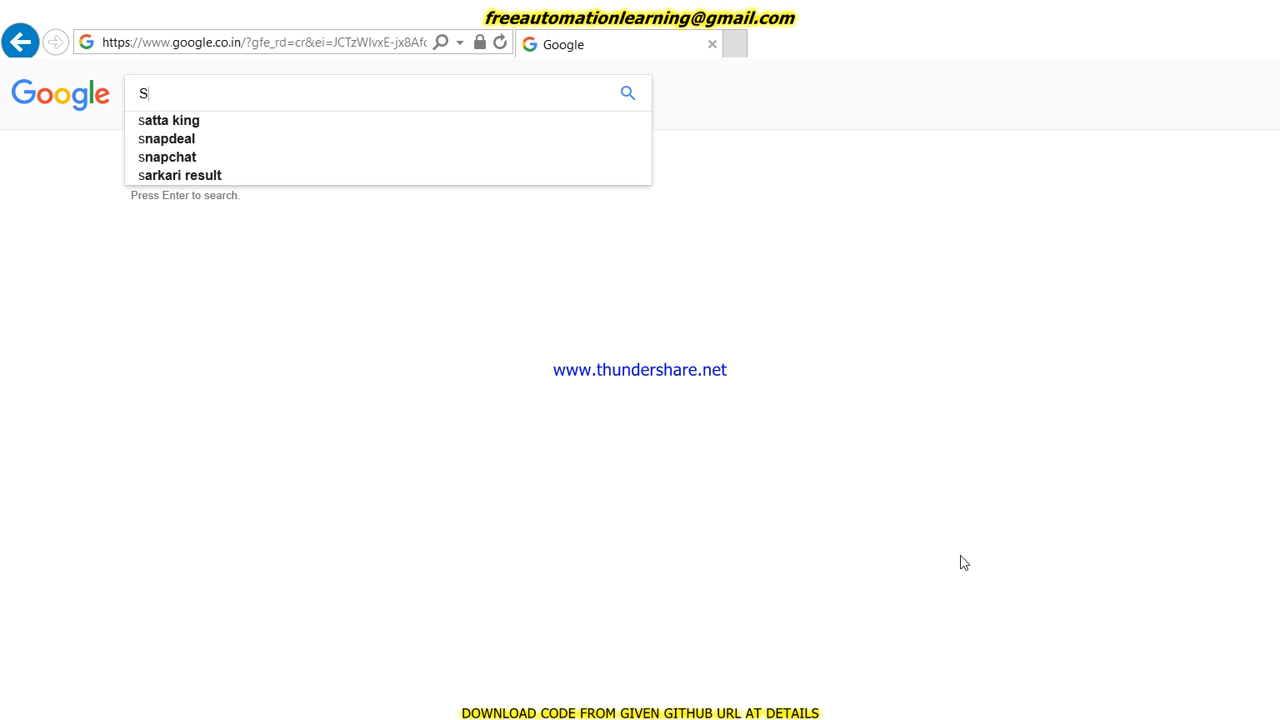 freeautomationlearning@gmail.com
https://www.google.co.in/?gfe_rd=cr&ei=JCTzWIvxE-jx8Afc
Google
Google
S
satta king
snapdeal
snapchat
sarkari result
Press Enter to search.
www.thundershare.net
DOWNLOAD CODE FROM GIVEN GITHUB URL AT DETAILS